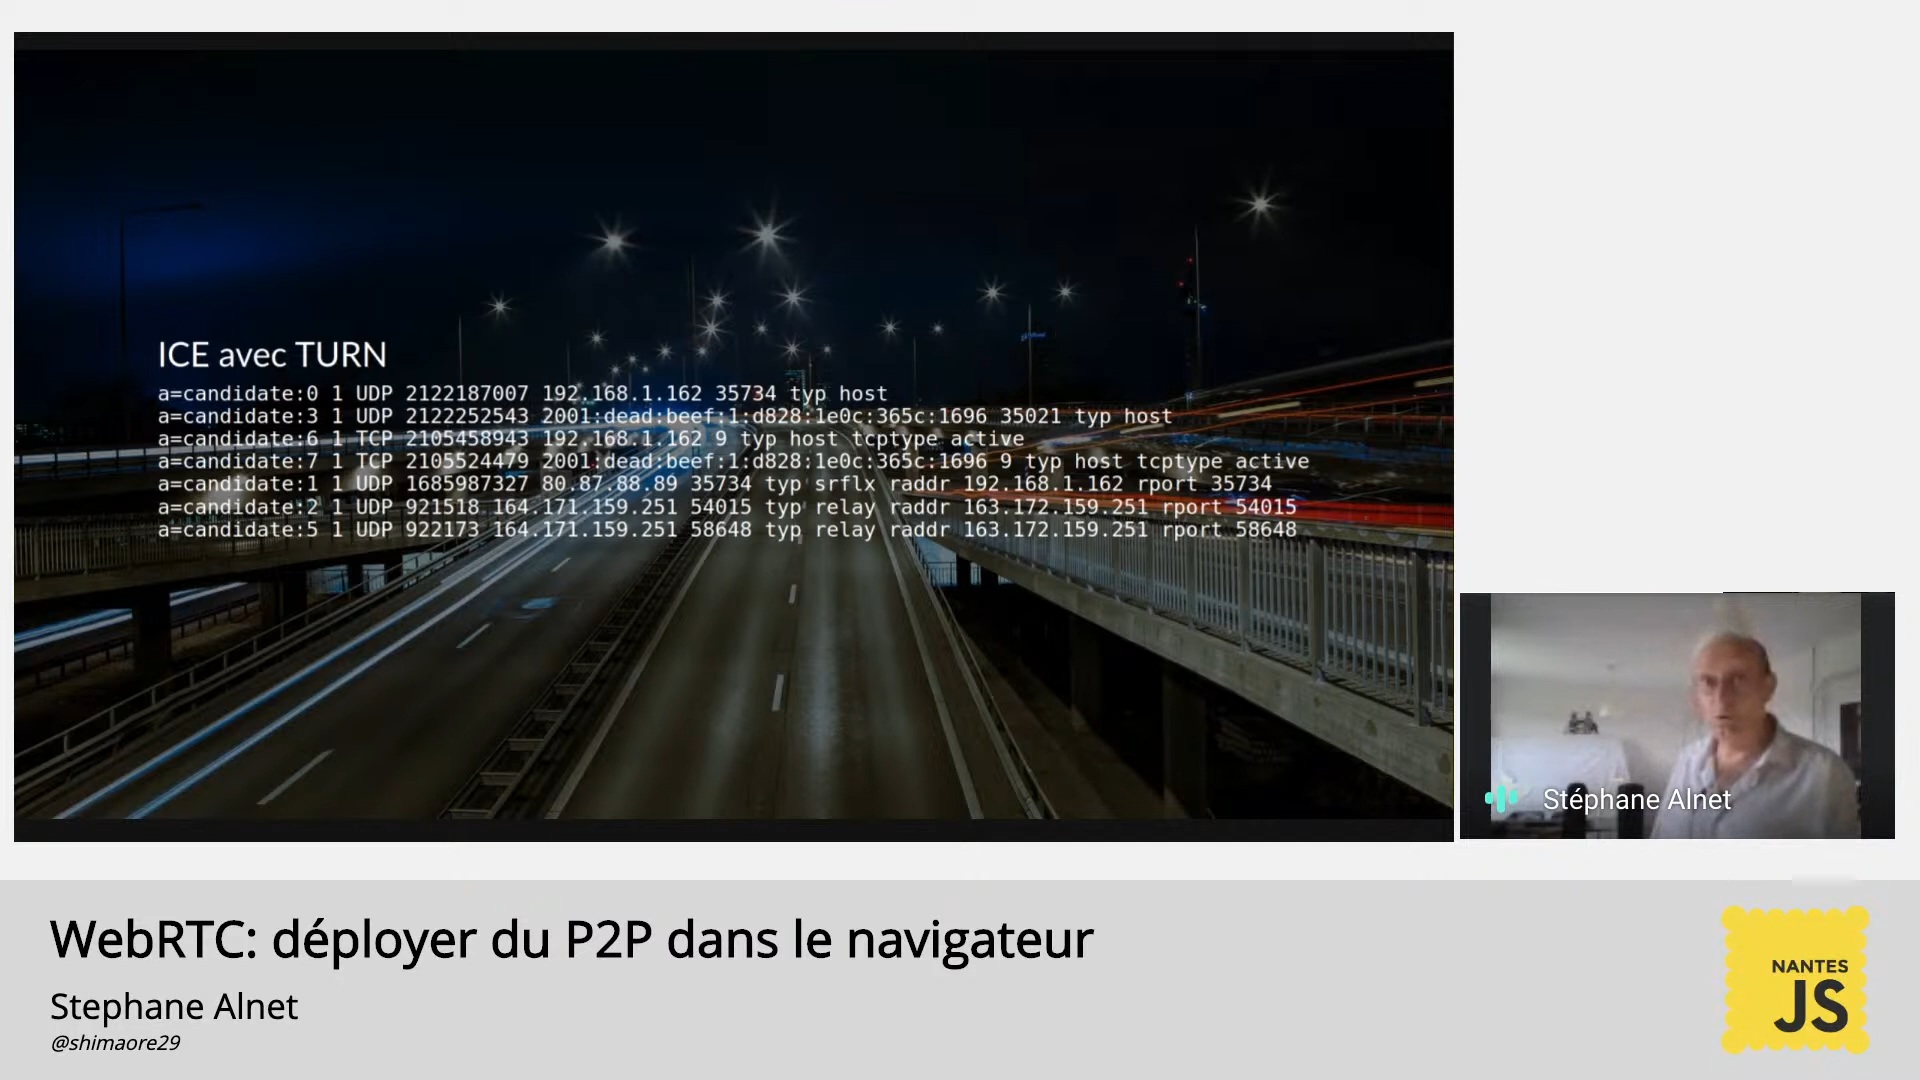 ICE avec TURN
a=candidate:0 1 UDP 2122187007 192.168.1.162 35734 typ host
a=candidate:3 1 UDP 2122252543 2001:dead:beef:1:d828:1e0c:365c:1696 35021 typ host
a=candidate:6 1 TCP 2105458943 192.168.1.162 9 typ host tcptype active
a=candidate:7 1 TCP 2105524479 2001:dead:beef:1:d828:1e0c:365c:1696 9 typ host tcptype active
a=candidate:1 1 UDP 1685987327 80.87.88.89 35734 typ srflx raddr 192.168.1.162 rport 35734
a=candidate:2 1 UDP 921518 164.171.159.251 54015 typ relay raddr 163.172.159.251 rport 54015
a=candidate:5 1 UDP 922173 164.171.159.251 58648 typ relay raddr 163.172.159.251 rport 58648
Stéphane Alnet
WebRTC: déployer du P2P dans le navigateur
Stephane Alnet
@shimaore29
NANTES
JS